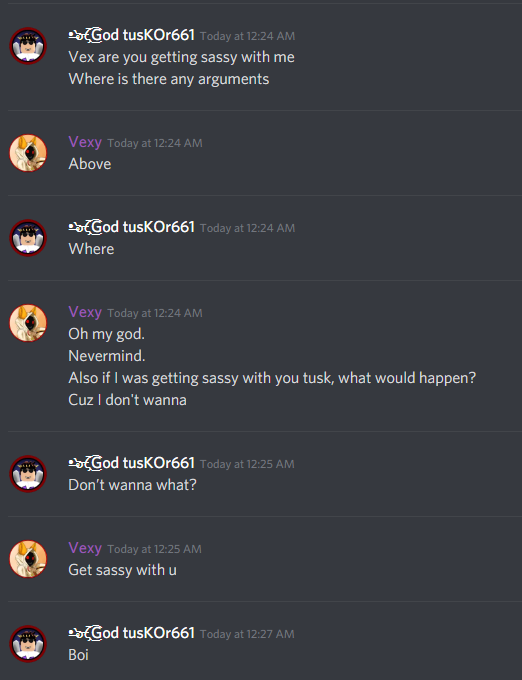 God tusKOr661 Today at 12:24 AM
Vex are you getting sassy with me
Where is there any arguments
Vexy Today at 12:24 AM
Above
God tusKOr661 Today at 12:24 AM
Where
Vexy Today at 12:24 AM
Oh my god.
Nevermind.
Also if I was getting sassy with you tusk, what would happen?
Cuz I don't wanna
God tusKOr661 Today at 12:25 AM
Don’t wanna what?
Vexy Today at 12:25 AM
Get sassy with u
God tusKOr661 Today at 12:27 AM
Boi